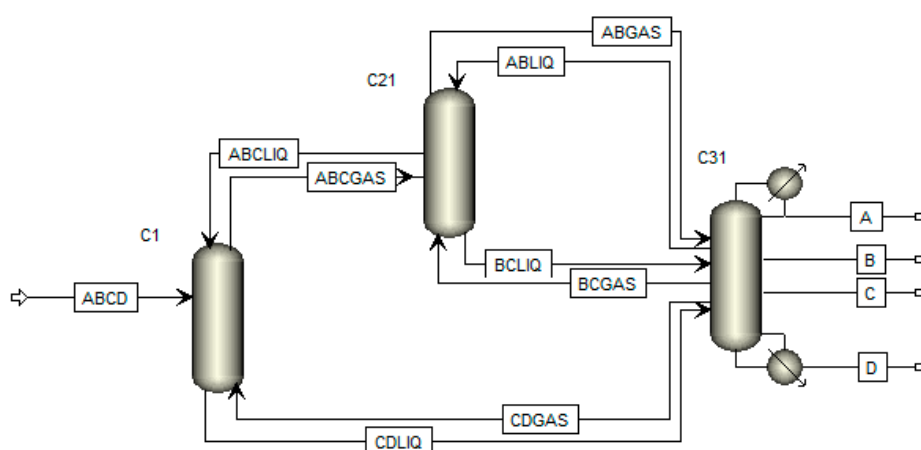 ABGAS
ABLIQ
C21
ABCLIQ
C31
ABCGAS
A
C1
B
BCLIQ
BCGAS
ABCD
C
D
CDGAS
CDLIQ